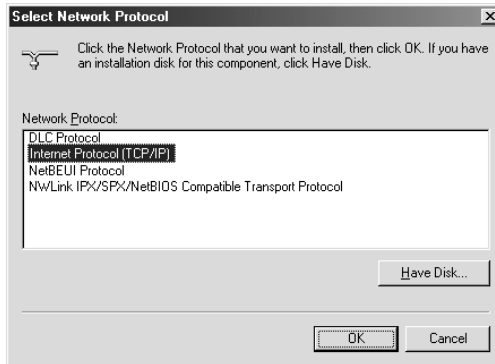 Select Network Protocol
Click the Network Protocol that you want to install, then click OK. If you have
an installation disk for this component, click Have Disk.
Network Protocol:
DLC Protocol
Internet Protocol (TCP/IP)
NetBEUI Protocol
NWLink IPX/SPX/NetBIOS Compatible Transport Protocol
Have Disk...
OK
Cancel